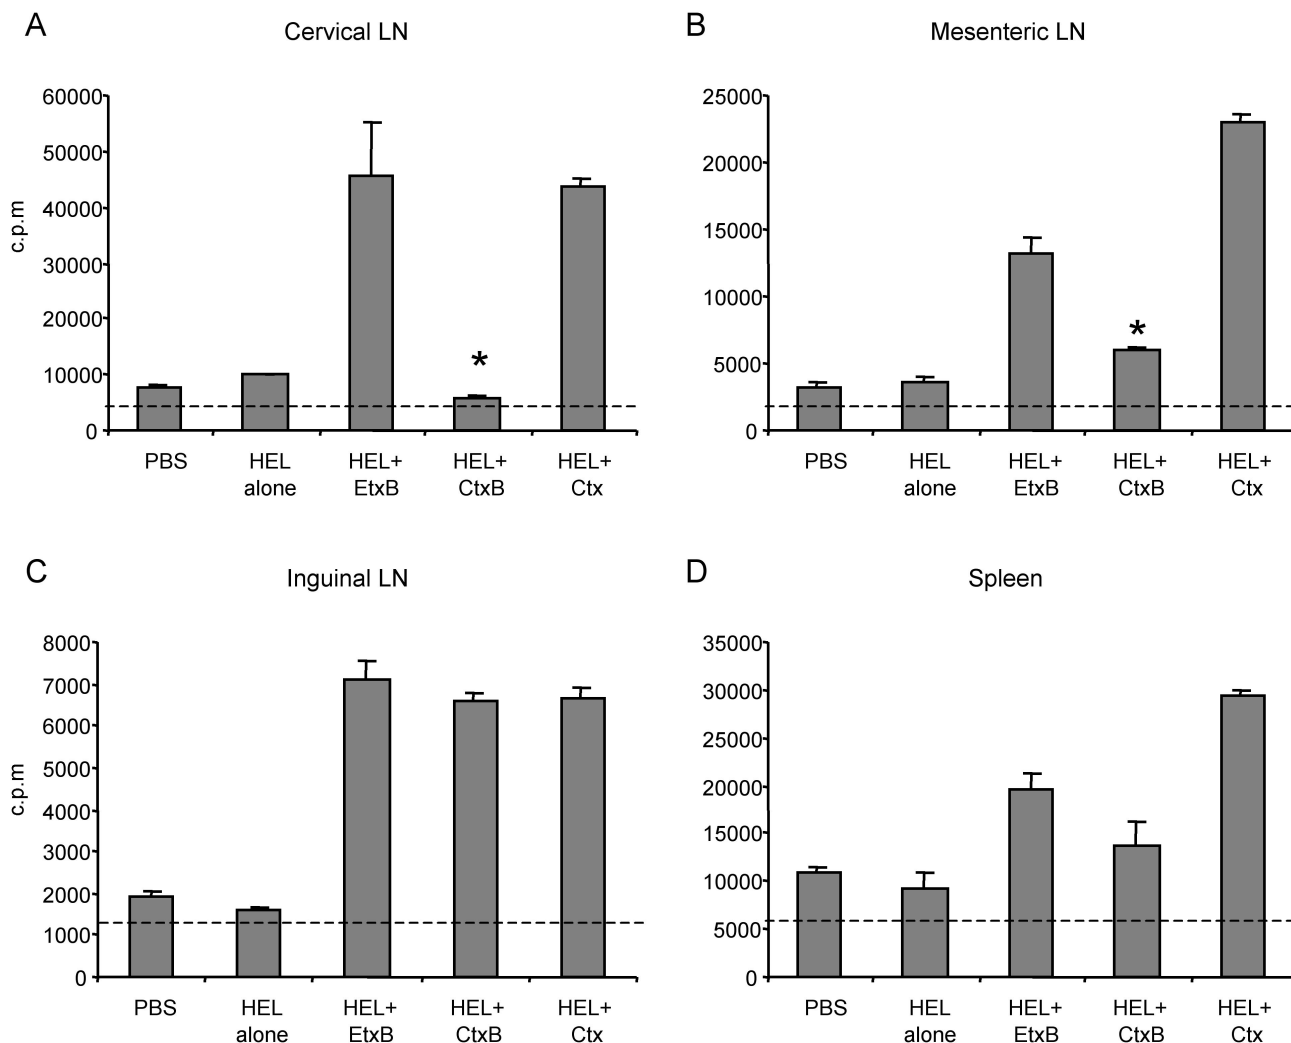 A
Cervical LN
60000
50000
40000
30000
20000
10000
0
c.p.m
*
PBS
HEL
alone
HEL+
EtxB
HEL+
CtxB
HEL+
Ctx
B
Mesenteric LN
25000
20000
15000
10000
5000
0
*
PBS
HEL
alone
HEL+
EtxB
HEL+
CtxB
HEL+
Ctx
C
Inguinal LN
8000
7000
6000
5000
4000
3000
2000
1000
0
c.p.m
PBS
HEL
alone
HEL+
EtxB
HEL+
CtxB
HEL+
Ctx
D
Spleen
35000
30000
25000
20000
15000
10000
5000
0
PBS
HEL
alone
HEL+
EtxB
HEL+
CtxB
HEL+
Ctx